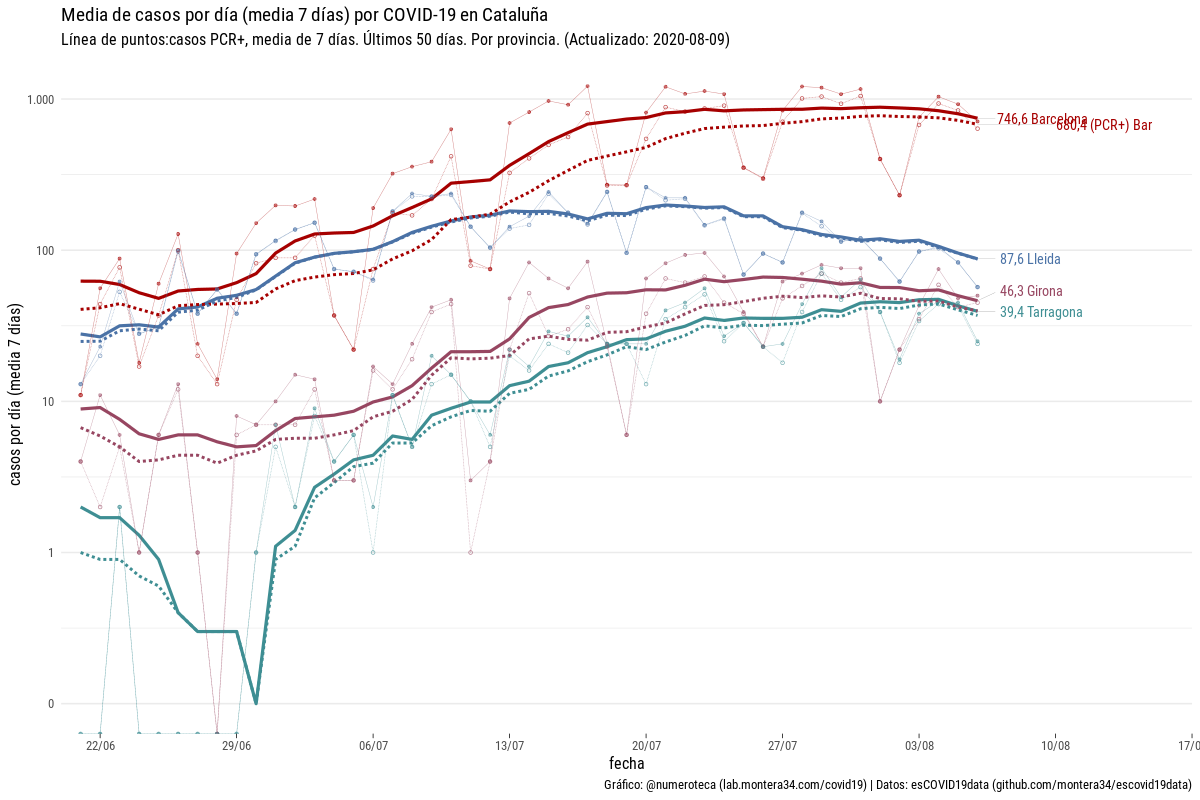 Media de casos por día (media 7 días) por COVID-19 en Cataluña
Línea de puntos:casos PCR+, media de 7 días. Últimos 50 días. Por provincia. (Actualizado: 2020-08-09)
casos por día (media 7 días)
1.000
100
10
1
0
746,6 Barcelona
680,4 (PCR+) Bar
87,6 Lleida
46,3 Girona
39,4 Tarragona
22/06
29/06
06/07
13/07
20/07
27/07
03/08
10/08
17/0
fecha
Gráfico: @numeroteca (lab.montera34.com/covid19) | Datos: esCOVID19data (github.com/montera34/escovid19data)